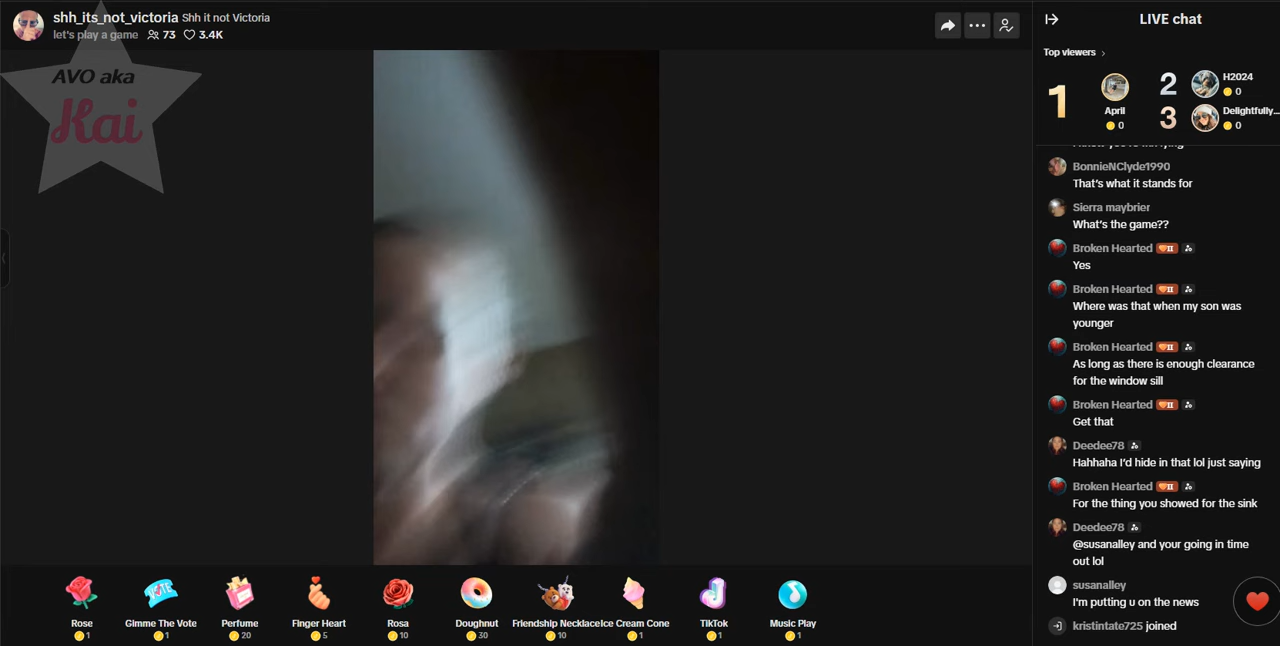 shh_its_not_victoria Shh it not Victoria
let's play a game 73 3.4K
AVO aka
Kai
LIVE chat
Top viewers
1
April
0
2
H2024
0
3
Delightfully...
0
BonnieNClyde1990
That's what it stands for
Sierra maybrier
What's the game??
Broken Hearted II
Yes
Broken Hearted II
Where was that when my son was
younger
Broken Hearted II
As long as there is enough clearance
for the window sill
Broken Hearted II
Get that
Deedee78
Hahhaha I'd hide in that lol just saying
Broken Hearted II
For the thing you showed for the sink
Deedee78
@susanalley and your going in time
out lol
susanalley
I'm putting u on the news
kristintate725 joined
VOTE
Rose
1
Gimme The Vote
1
Perfume
20
Finger Heart
5
Rosa
10
Doughnut
30
Friendship Necklace
10
Ice Cream Cone
1
TikTok
1
Music Play
1